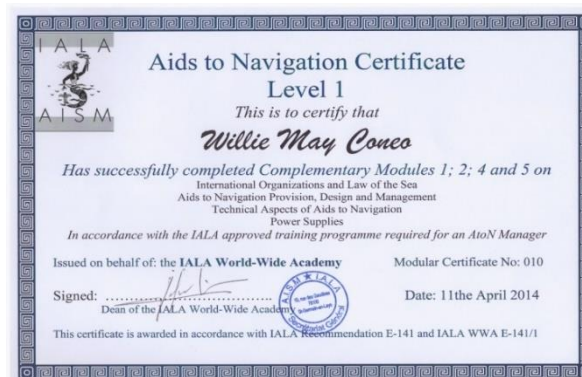 IALA
AISM
Aids to Navigation Certificate
Level 1
This is to certify that
Willie May Coneo
Has successfully completed Complementary Modules 1; 2; 4 and 5 on
International Organizations and Law of the Sea
Aids to Navigation Provision, Design and Management
Technical Aspects of Aids to Navigation
Power Supplies
In accordance with the IALA approved training programme required for an AtoN Manager
Issued on behalf of: the IALA World-Wide Academy
Modular Certificate No: 010
Signed:
Date: 11the April 2014
Dean of the IALA World-Wide Academy
AISM ★ IALA
Secrétariat Général
This certificate is awarded in accordance with IALA Recommendation E-141 and IALA WWA E-141/1